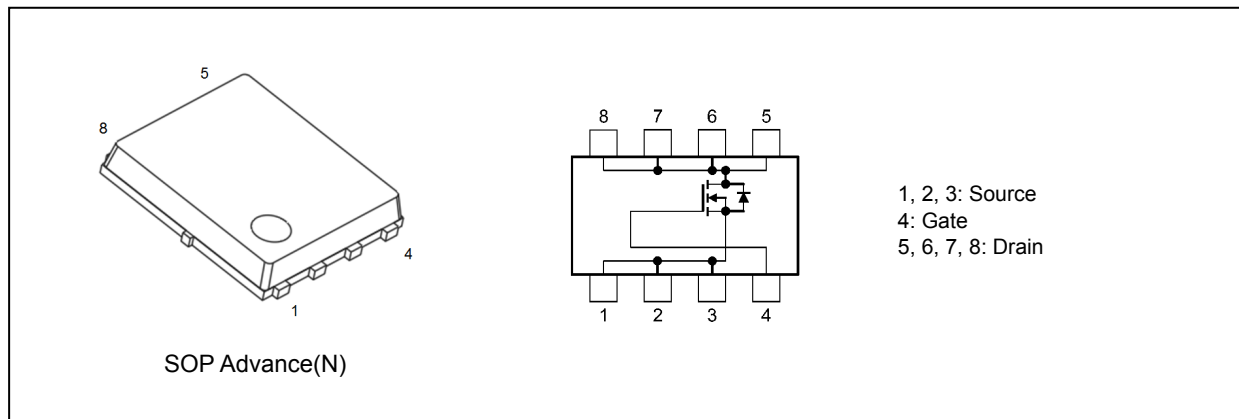 5
8
4
1
SOP Advance(N)
8 7 6 5
1 2 3 4
1, 2, 3: Source
4: Gate
5, 6, 7, 8: Drain